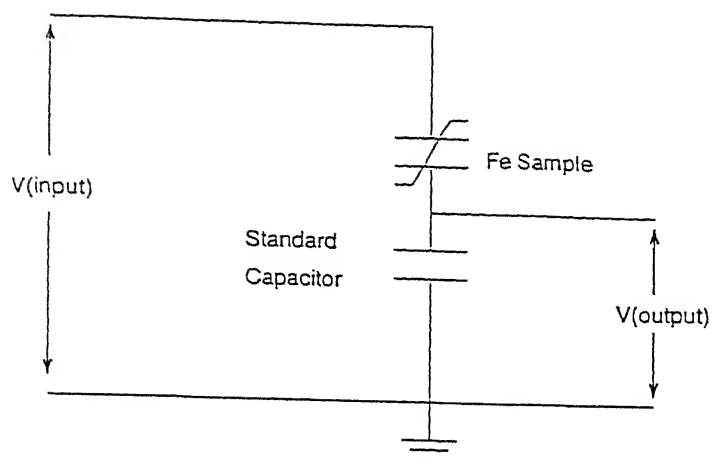 Fe Sample
V(input)
Standard
Capacitor
V(output)